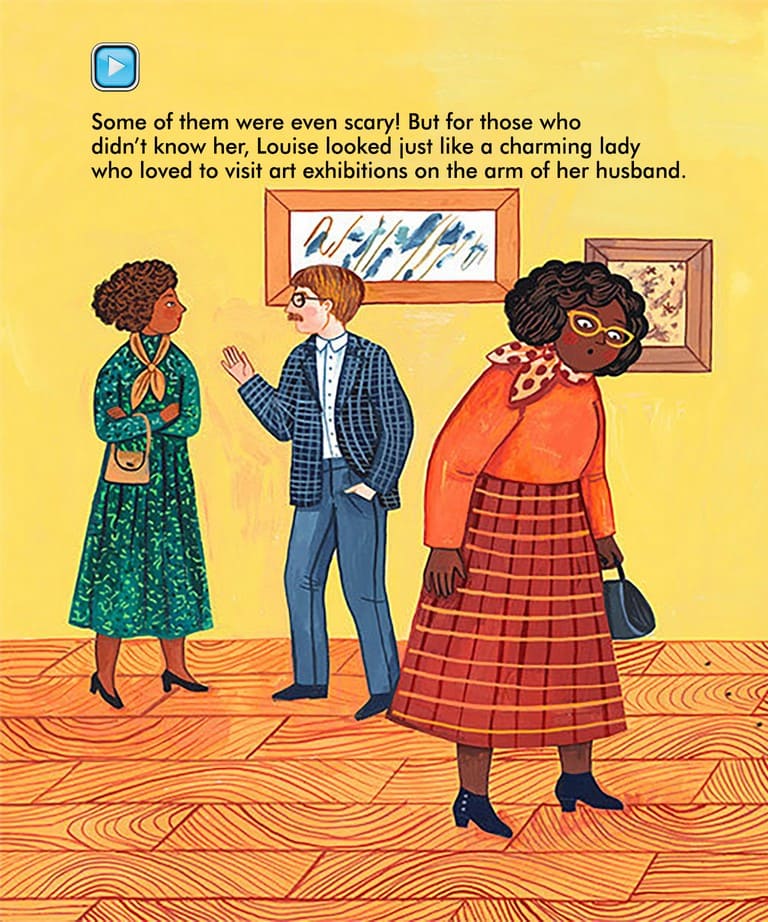 Some of them were even scary! But for those who
didn’t know her, Louise looked just like a charming lady
who loved to visit art exhibitions on the arm of her husband.